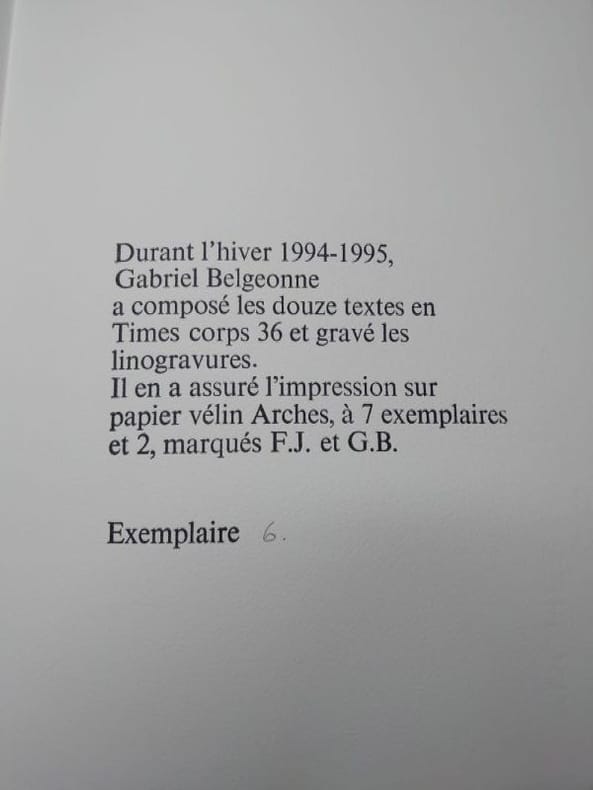 Durant l'hiver 1994-1995,
Gabriel Belgeonne
a composé les douze textes en
Times corps 36 et gravé les
linogravures.
Il en a assuré l'impression sur
papier vélin Arches, à 7 exemplaires
et 2, marqués F.J. et G.B.
Exemplaire 6.